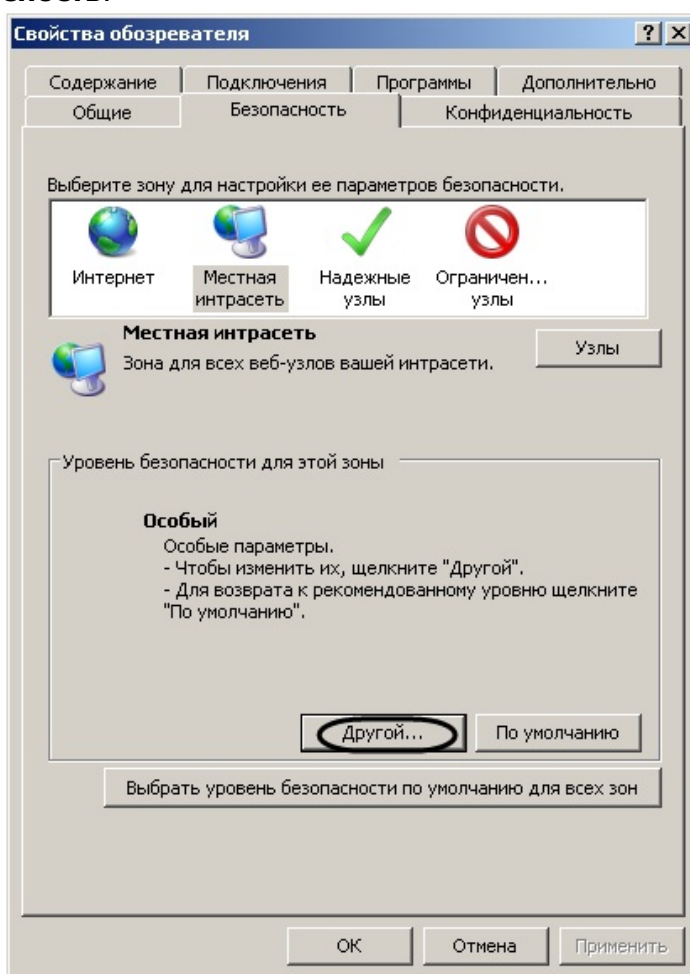 Свойства обозревателя
Содержание Подключения Программы Дополнительно
Общие Безопасность Конфиденциальность
Выберите зону для настройки ее параметров безопасности.
Интернет Местная интрасеть Надежные узлы Ограничен... узлы
Местная интрасеть
Зона для всех веб-узлов вашей интрасети.
Узлы
Уровень безопасности для этой зоны
Особый
Особые параметры.
- Чтобы изменить их, щелкните "Другой".
- Для возврата к рекомендованному уровню щелкните
"По умолчанию".
Другой... По умолчанию
Выбрать уровень безопасности по умолчанию для всех зон
ОК Отмена Применить